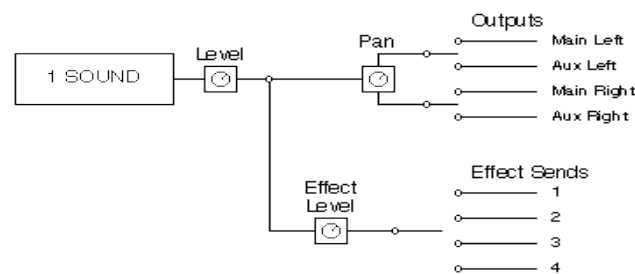 Outputs
Level
Pan
Main Left
1 SOUND
Aux Left
Main Right
Aux Right
Effect
Level
Effect Sends
1
2
3
4